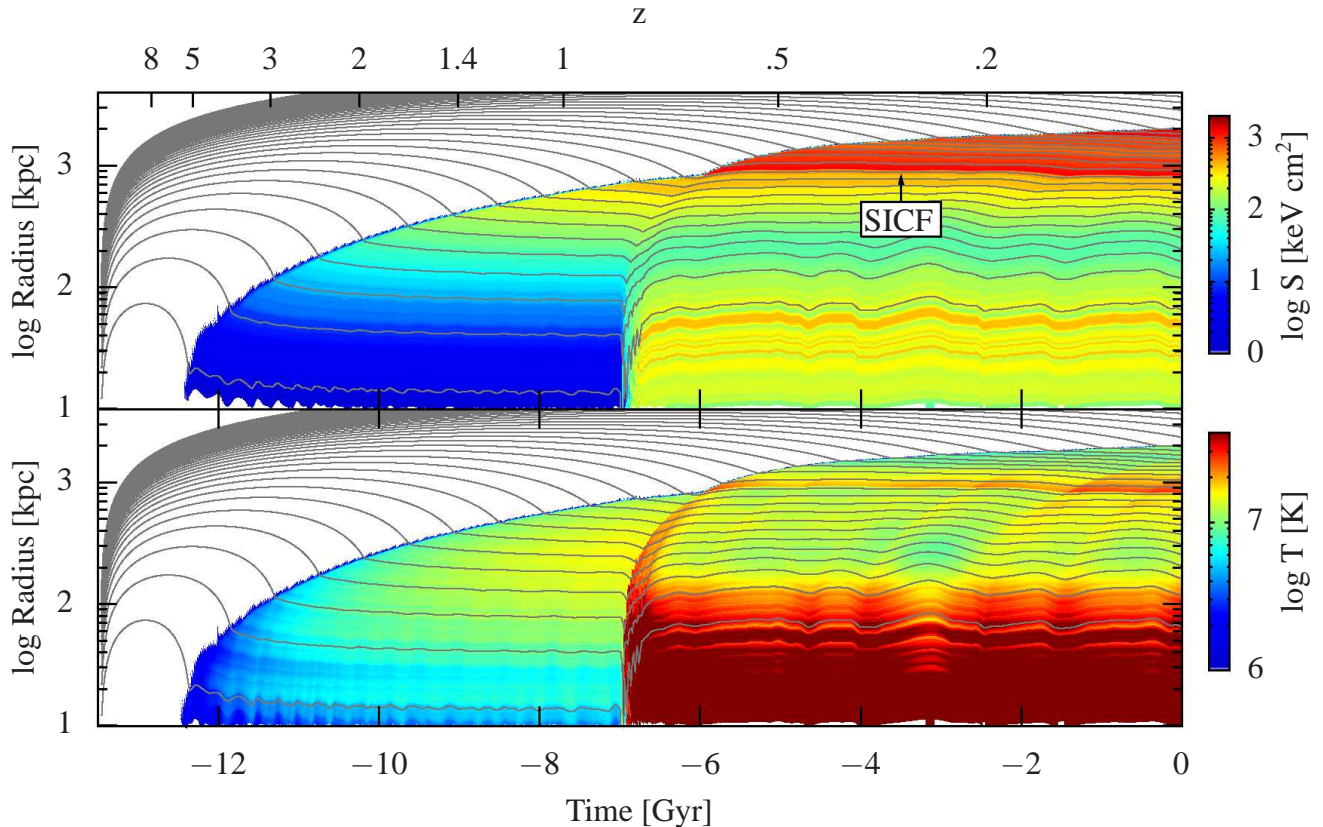 z
8 5 3 2 1.4 1 .5 .2
log Radius [kpc]
3
2
1
SICF
3
2
1
0
log S [keV cm²]
log Radius [kpc]
3
2
1
7
6
log T [K]
−12 −10 −8 −6 −4 −2 0
Time [Gyr]